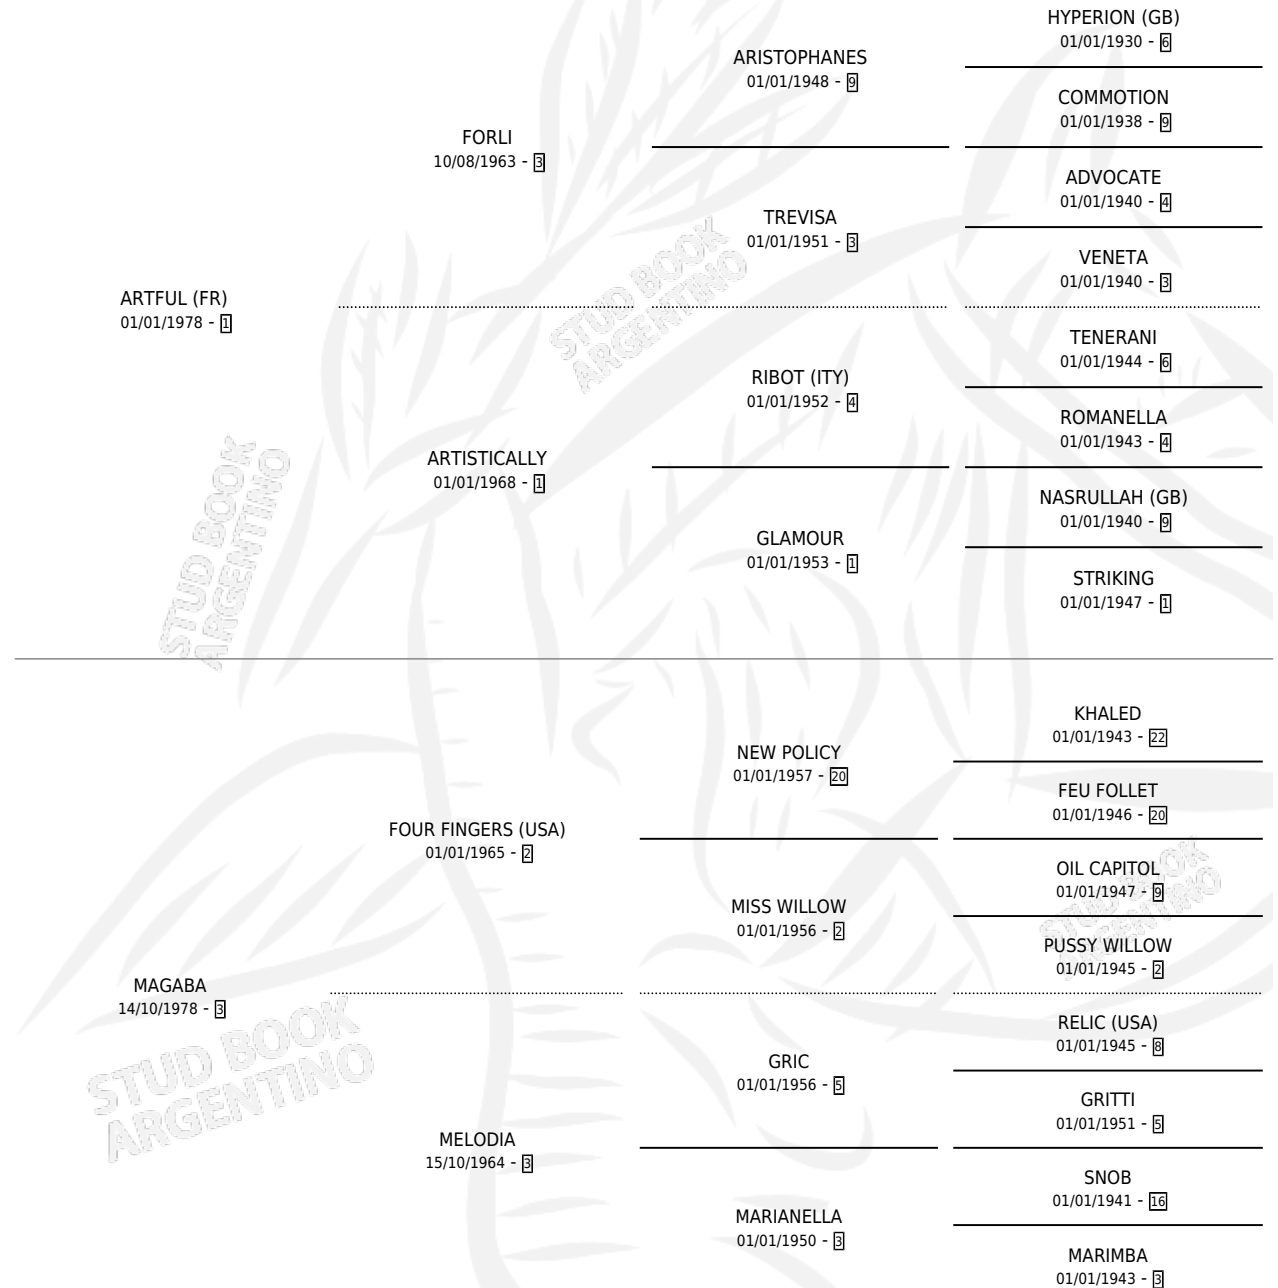 HYPERION (GB)
01/01/1930 - 6
ARISTOPHANES
01/01/1948 - 9
COMMOTION
01/01/1938 - 9
FORLI
10/08/1963 - 3
ADVOCATE
01/01/1940 - 4
TREVISA
01/01/1951 - 3
VENETA
01/01/1940 - 3
ARTFUL (FR)
01/01/1978 - 1
TENERANI
01/01/1944 - 6
RIBOT (ITY)
01/01/1952 - 4
ROMANELLA
01/01/1943 - 4
ARTISTICALLY
01/01/1968 - 1
NASRULLAH (GB)
01/01/1940 - 9
GLAMOUR
01/01/1953 - 1
STRIKING
01/01/1947 - 1
STUD BOOK
ARGENTINO
STUD BOOK
ARGENTINO
KHALED
01/01/1943 - 22
NEW POLICY
01/01/1957 - 20
FEU FOLLET
01/01/1946 - 20
FOUR FINGERS (USA)
01/01/1965 - 2
OIL CAPITOL
01/01/1947 - 9
MISS WILLOW
01/01/1956 - 2
PUSSY WILLOW
01/01/1945 - 2
STUD BOOK
ARGENTINO
MAGABA
14/10/1978 - 3
RELIC (USA)
01/01/1945 - 8
GRIC
01/01/1956 - 5
GRITTI
01/01/1951 - 5
MELODIA
15/10/1964 - 3
SNOB
01/01/1941 - 16
MARIANELLA
01/01/1950 - 3
MARIMBA
01/01/1943 - 3
STUD BOOK
ARGENTINO